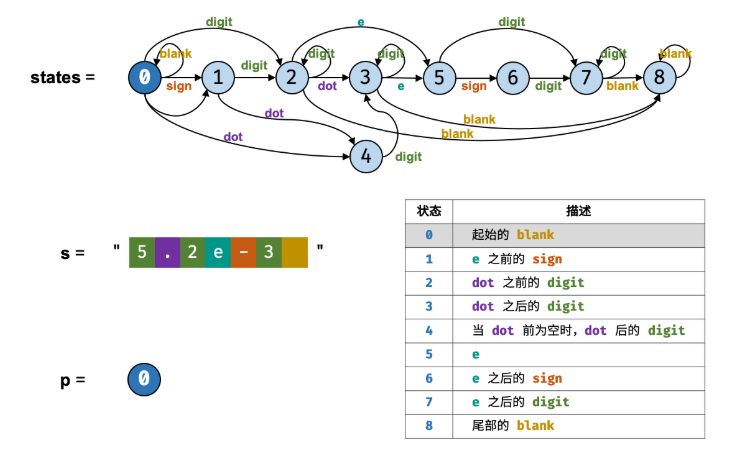 digit
e
digit
blank
digit
digit
digit
blank
states =
0
1
2
3
5
6
7
8
sign
digit
dot
e
sign
digit
blank
dot
blank
blank
dot
4
digit
s = " 5 . 2 e - 3 "
p = 0
状态 描述
0 起始的 blank
1 e 之前的 sign
2 dot 之前的 digit
3 dot 之后的 digit
4 当 dot 前为空时，dot 后的 digit
5 e
6 e 之后的 sign
7 e 之后的 digit
8 尾部的 blank